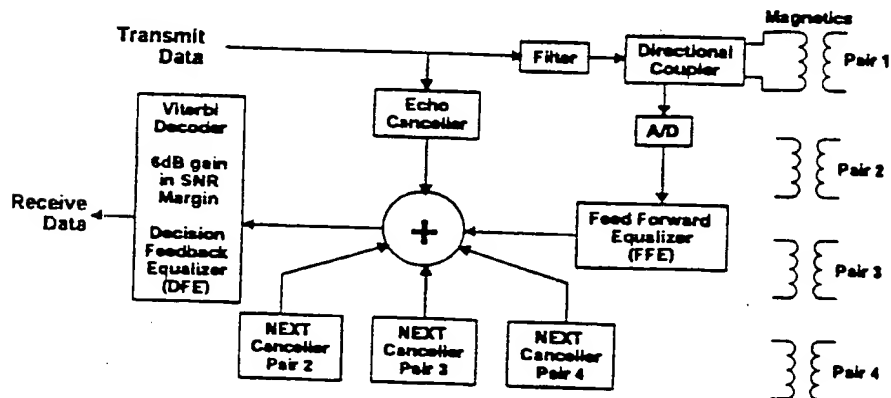 Magnetics
Transmit
Data
Filter
Directional
Coupler
Pair 1
Echo
Canceller
A/D
Viterbi
Decoder
6dB gain
in SNR
Margin
Decision
Feedback
Equalizer
(DFE)
Receive
Data
+
Feed Forward
Equalizer
(FFE)
Pair 2
Pair 3
NEXT
Canceller
Pair 2
NEXT
Canceller
Pair 3
NEXT
Canceller
Pair 4
Pair 4